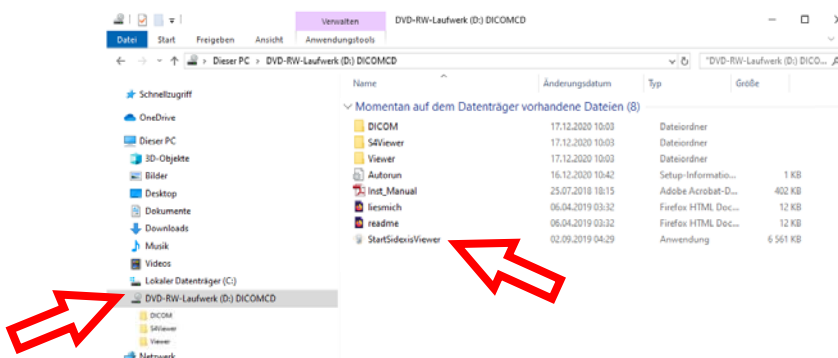 Verwalten DVD-RW-Laufwerk (D:) DICOMCD
Datei Start Freigeben Ansicht Anwendungstools
Dieser PC > DVD-RW-Laufwerk (D:) DICOMCD "DVD-RW-Laufwerk (D:) DICO...
Name Änderungsdatum Typ Größe
Schnellzugriff
Momentan auf dem Datenträger vorhandene Dateien (8)
OneDrive
DICOM 17.12.2020 10:03 Dateiordner
Dieser PC
S4Viewer 17.12.2020 10:03 Dateiordner
3D-Objekte
Viewer 17.12.2020 10:03 Dateiordner
Bilder
Autorun 16.12.2020 10:42 Setup-Informatio... 1 KB
Desktop
Inst_Manual 25.07.2018 18:15 Adobe Acrobat-D... 402 KB
Dokumente
liesmich 06.04.2019 03:32 Firefox HTML Doc... 12 KB
Downloads
readme 06.04.2019 03:32 Firefox HTML Doc... 12 KB
Musik
StartSidexisViewer 02.09.2019 04:29 Anwendung 6 561 KB
Videos
Lokaler Datenträger (C:)
DVD-RW-Laufwerk (D:) DICOMCD
DICOM
S4Viewer
Viewer
Netzwerk